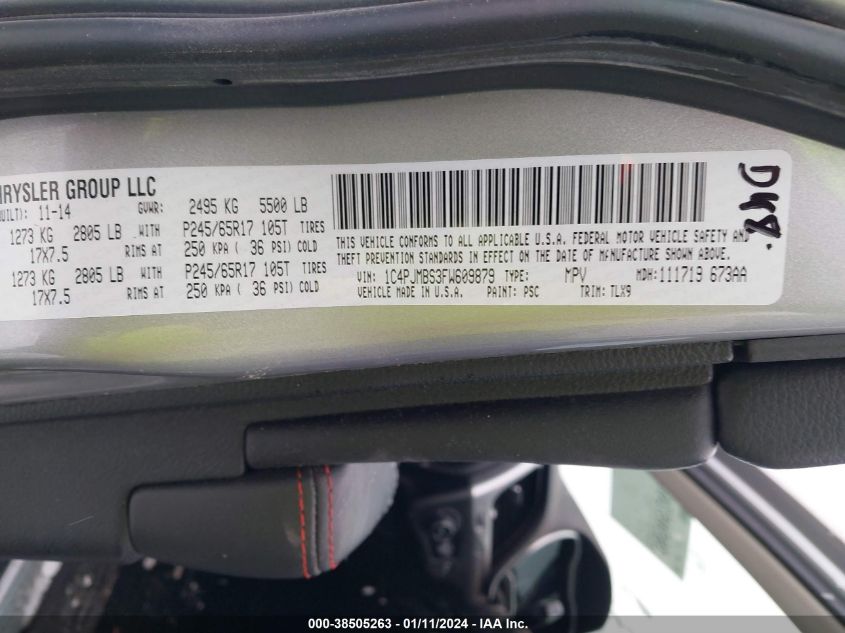 HRYSLER GROUP LLC
BUILT): 11-14 GVWR: 2495 KG 5500 LB
1273 KG 2805 LB WITH P245/65R17 105T TIRES
17X7.5 RIMS AT 250 KPA ( 36 PSI) COLD
1273 KG 2805 LB WITH P245/65R17 105T TIRES
17X7.5 RIMS AT 250 KPA ( 36 PSI) COLD
THIS VEHICLE CONFORMS TO ALL APPLICABLE U.S.A. FEDERAL MOTOR VEHICLE SAFETY AND
THEFT PREVENTION STANDARDS IN EFFECT ON THE DATE OF MANUFACTURE SHOWN ABOVE.
VIN: 1C4PJMBS3FW609879 TYPE: MPV MDH: 111719 673AA
VEHICLE MADE IN U.S.A. PAINT: PSC TRIM: TLX9
D48.
000-38505263 - 01/11/2024 - IAA Inc.